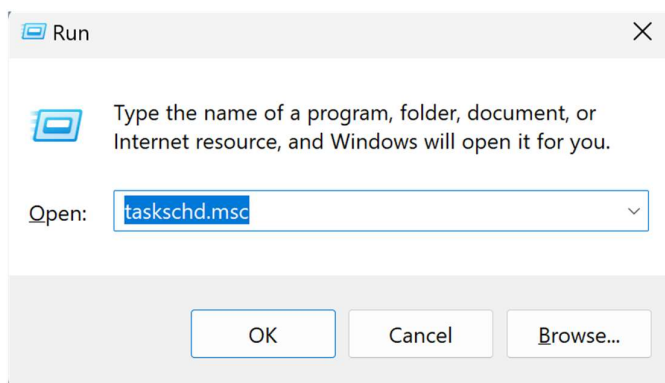 Run
Type the name of a program, folder, document, or
Internet resource, and Windows will open it for you.
Open: taskschd.msc
OK Cancel Browse...